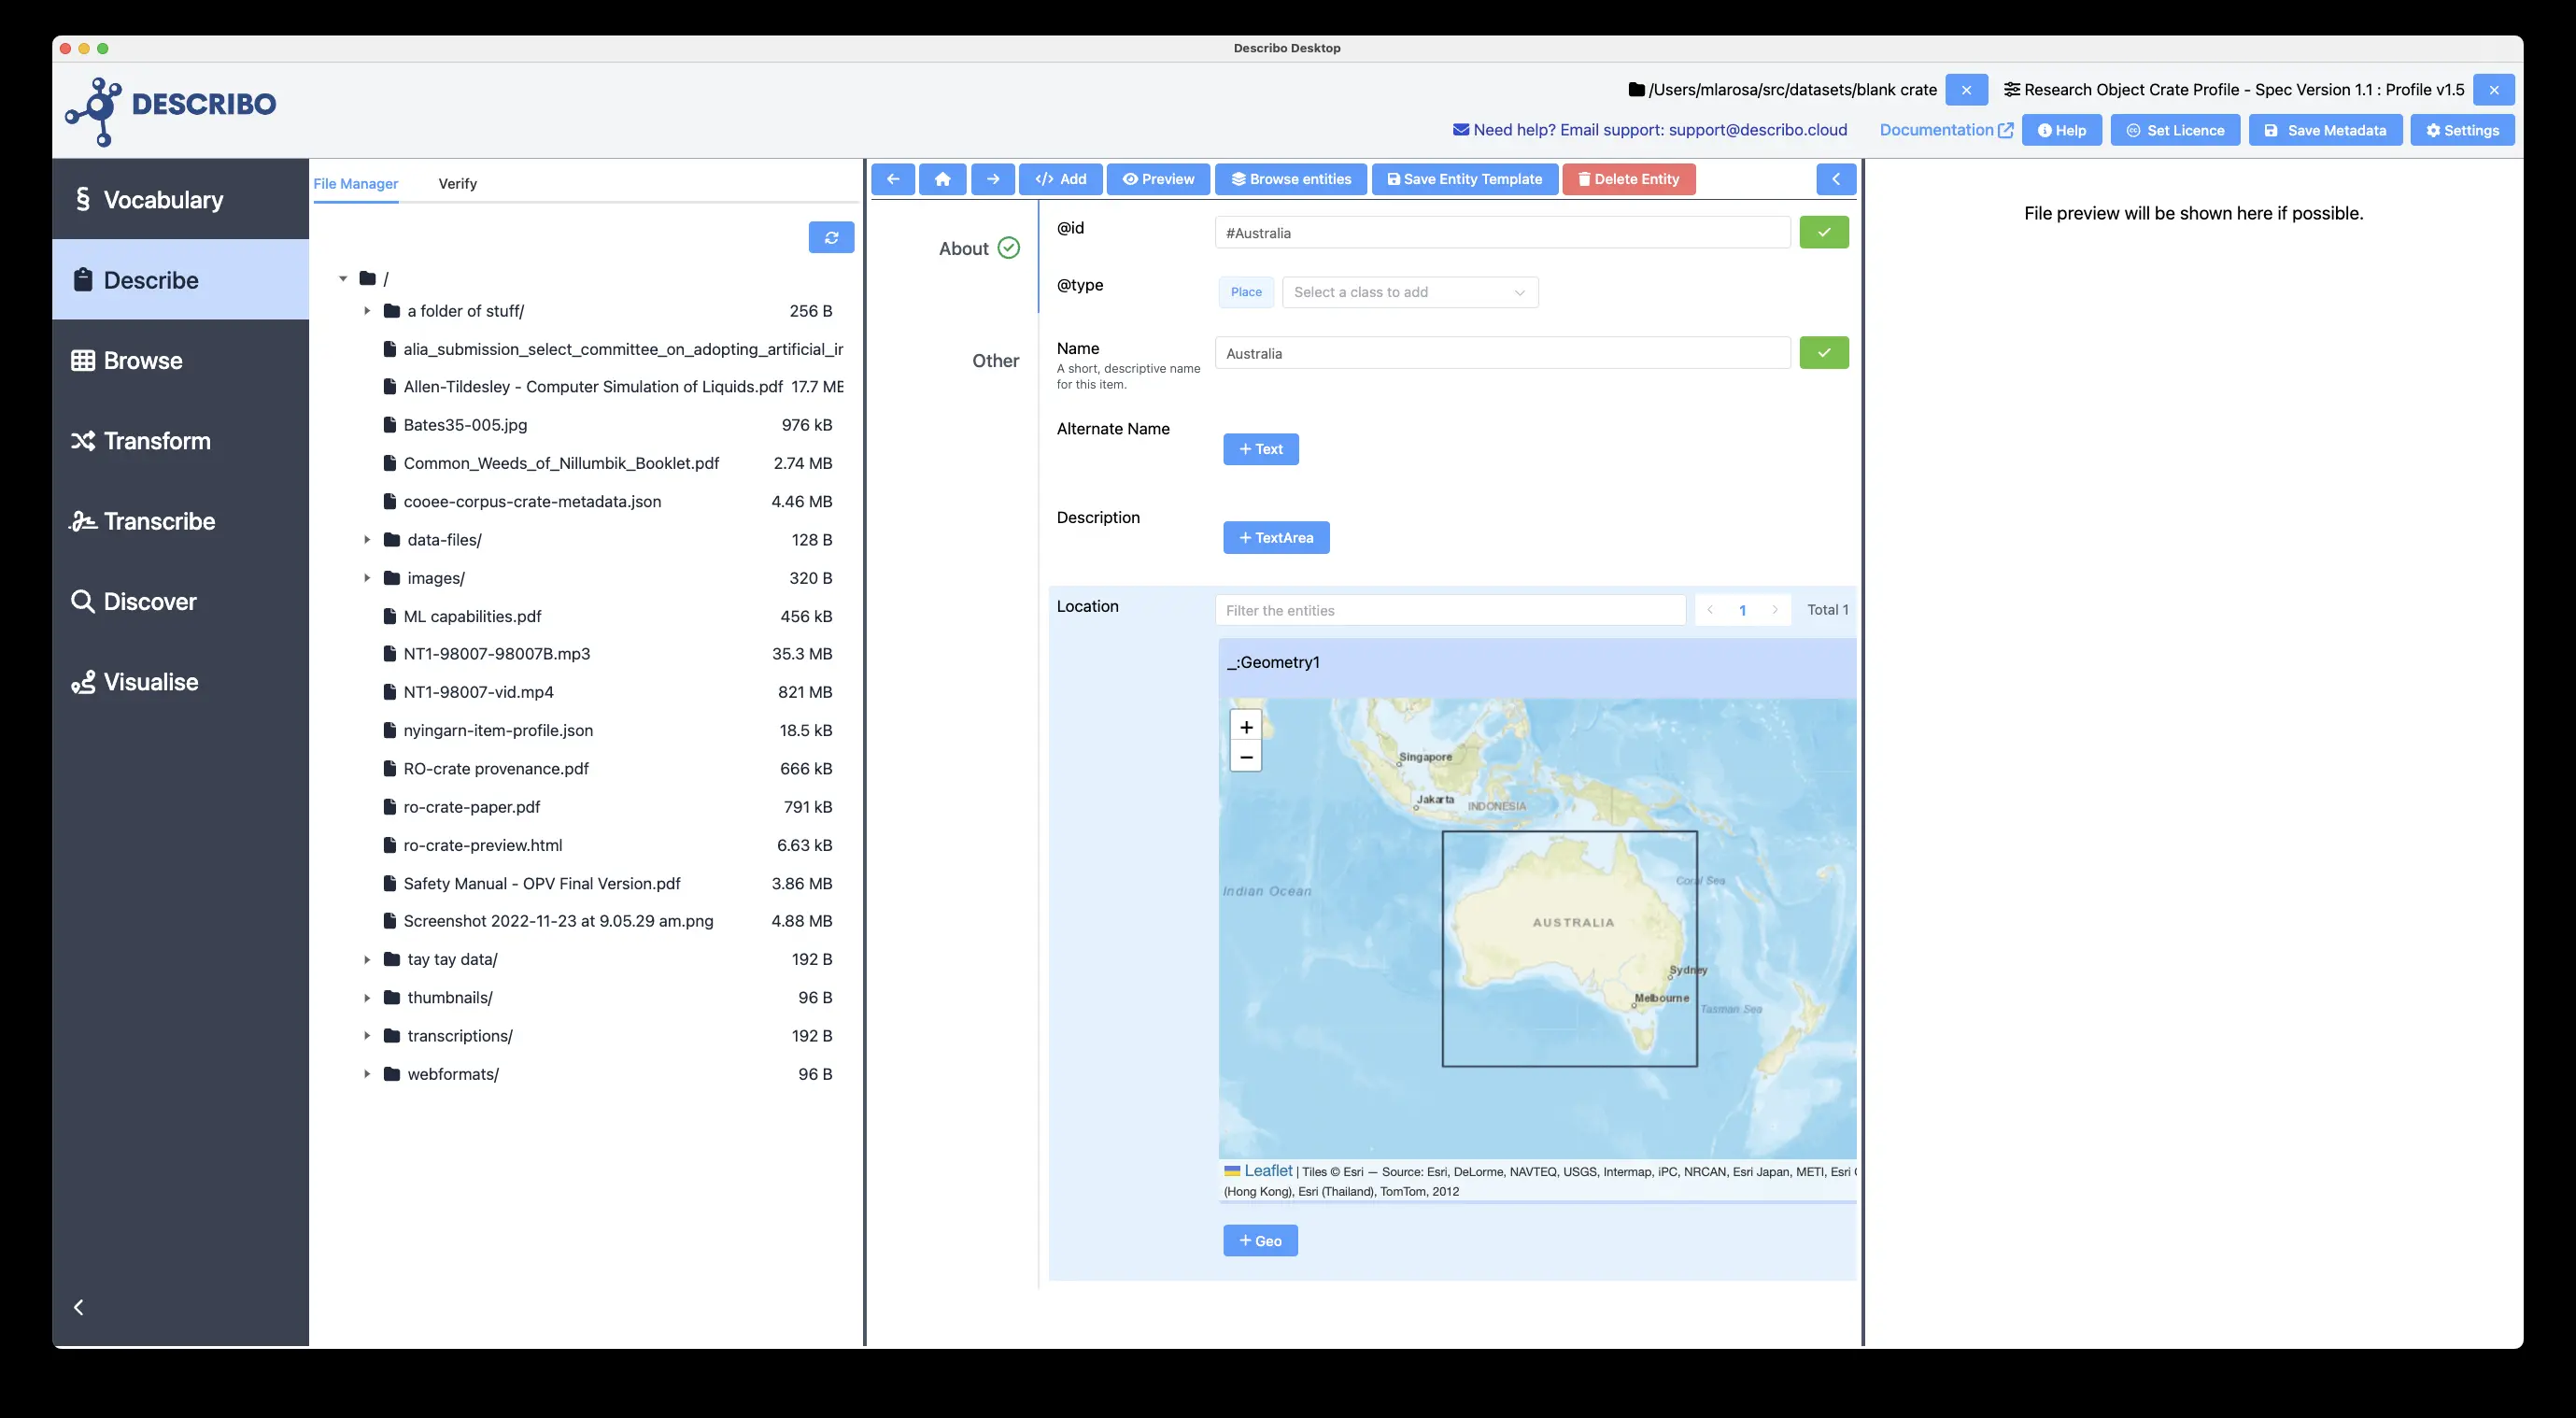 Describo Desktop
DESCRIBO
/Users/mlarosa/src/datasets/blank crate
Research Object Crate Profile - Spec Version 1.1 : Profile v1.5
Need help? Email support: support@describo.cloud
Documentation
Help
Set Licence
Save Metadata
Settings
Vocabulary
Describe
Browse
Transform
Transcribe
Discover
Visualise
File Manager
Verify
/
a folder of stuff/ 256 B
alia_submission_select_committee_on_adopting_artificial_ir
Allen-Tildesley - Computer Simulation of Liquids.pdf 17.7 ME
Bates35-005.jpg 976 kB
Common_Weeds_of_Nillumbik_Booklet.pdf 2.74 MB
cooee-corpus-crate-metadata.json 4.46 MB
data-files/ 128 B
images/ 320 B
ML capabilities.pdf 456 kB
NT1-98007-98007B.mp3 35.3 MB
NT1-98007-vid.mp4 821 MB
nyingarn-item-profile.json 18.5 kB
RO-crate provenance.pdf 666 kB
ro-crate-paper.pdf 791 kB
ro-crate-preview.html 6.63 kB
Safety Manual - OPV Final Version.pdf 3.86 MB
Screenshot 2022-11-23 at 9.05.29 am.png 4.88 MB
tay tay data/ 192 B
thumbnails/ 96 B
transcriptions/ 192 B
webformats/ 96 B
Add
Preview
Browse entities
Save Entity Template
Delete Entity
About
Other
@id
#Australia
@type
Place
Select a class to add
Name
A short, descriptive name
for this item.
Australia
Alternate Name
+ Text
Description
+ TextArea
Location
Filter the entities
1
Total 1
_:Geometry1
+
−
Singapore
Jakarta
INDONESIA
Indian Ocean
Coral Sea
AUSTRALIA
Sydney
Melbourne
Tasman Sea
Leaflet | Tiles © Esri — Source: Esri, DeLorme, NAVTEQ, USGS, Intermap, iPC, NRCAN, Esri Japan, METI, Esri
(Hong Kong), Esri (Thailand), TomTom, 2012
+ Geo
File preview will be shown here if possible.